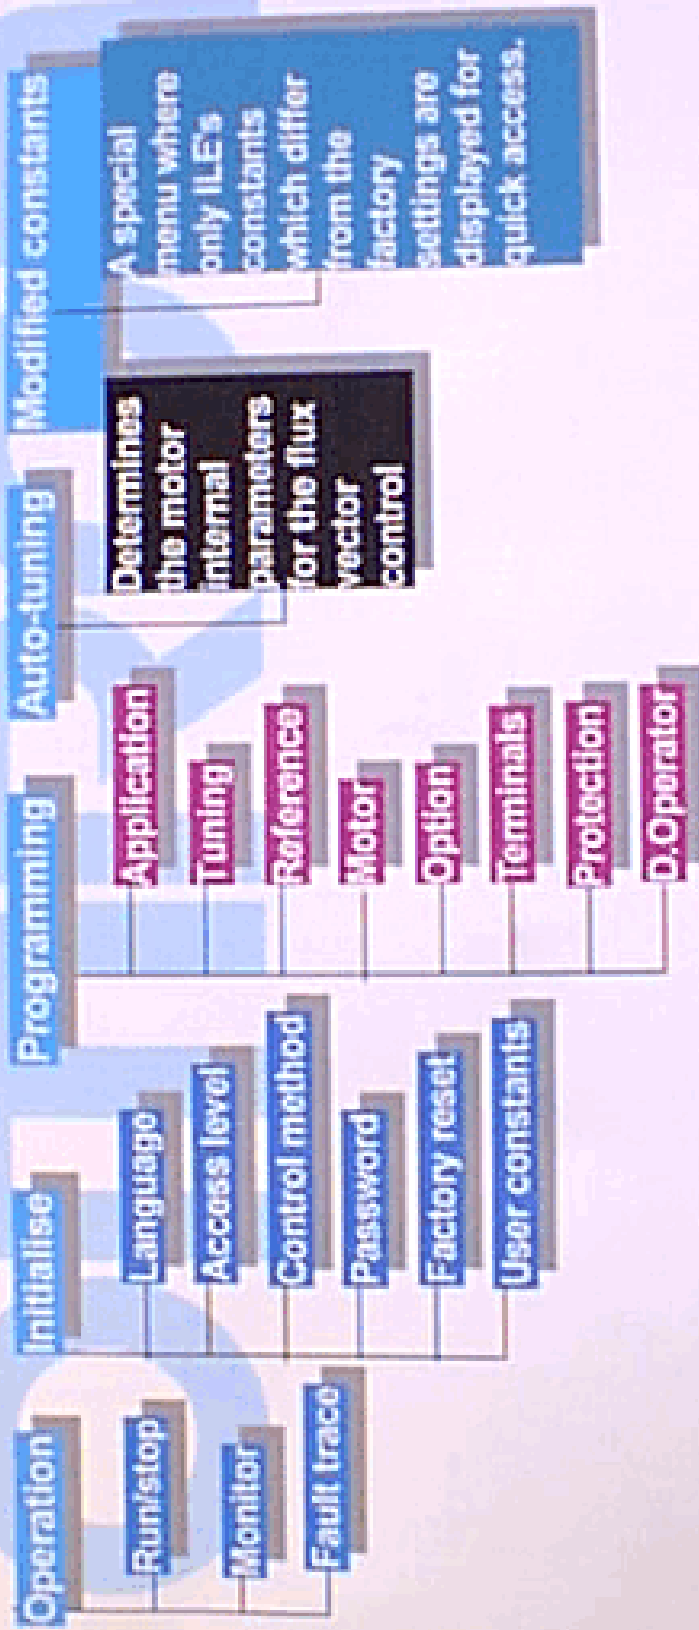 Operation
Run/stop
Monitor
Fault trace
Initialise
Language
Access level
Control method
Password
Factory reset
User constants
Programming
Application
Tuning
Reference
Motor
Option
Terminals
Protection
D.Operator
Auto-tuning
Determines
the motor
internal
parameters
for the flux
vector
control
Modified constants
A special
menu where
only ILE's
constants
which differ
from the
factory
settings are
displayed for
quick access.